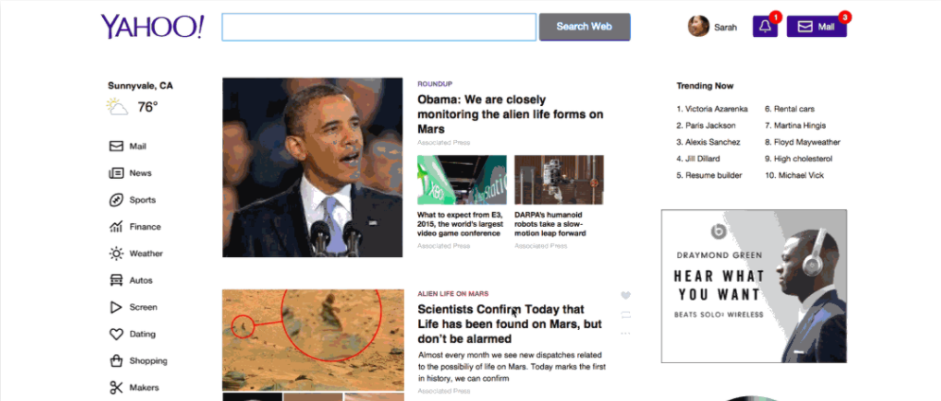 YAHOO!
Search Web
Sarah
1
Mail
3
Sunnyvale, CA
76°
Mail
News
Sports
Finance
Weather
Autos
Screen
Dating
Shopping
Makers
ROUNDUP
Obama: We are closely
monitoring the alien life forms on
Mars
Associated Press
XBO
What to expect from E3,
2015, the world's largest
video game conference
Associated Press
DARPA's humanoid
robots take a slow-
motion leap forward
Associated Press
ALIEN LIFE ON MARS
Scientists Confirm Today that
Life has been found on Mars, but
don't be alarmed
Almost every month we see new dispatches related
to the possibiliy of life on Mars. Today marks the first
in history, we can confirm
Associated Press
Trending Now
1. Victoria Azarenka
2. Paris Jackson
3. Alexis Sanchez
4. Jill Dillard
5. Resume builder
6. Rental cars
7. Martina Hingis
8. Floyd Mayweather
9. High cholesterol
10. Michael Vick
DRAYMOND GREEN
HEAR WHAT
YOU WANT
BEATS SOLO² WIRELESS